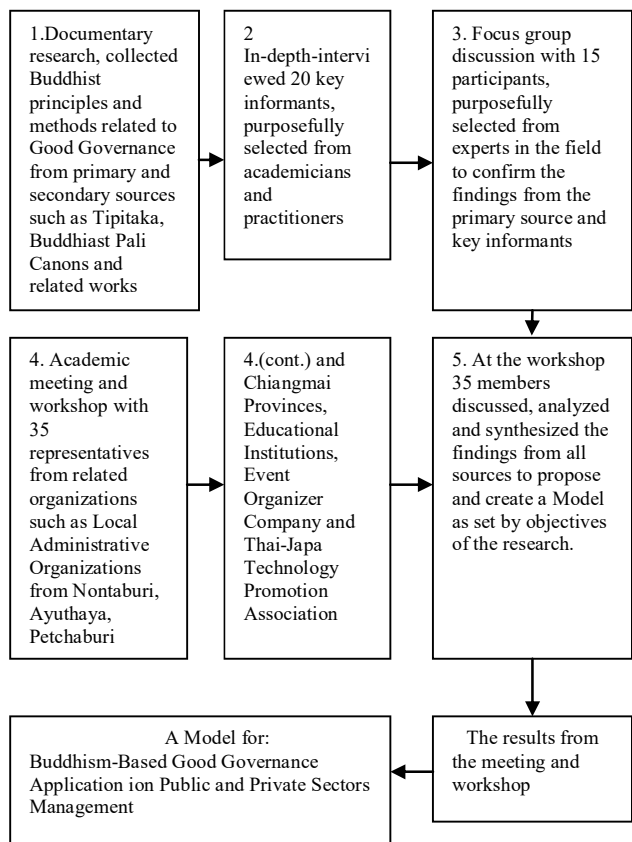 1.Documentary
research, collected
Buddhist
principles and
methods related to
Good Governance
from primary and
secondary sources
such as Tipitaka,
Buddhiast Pali
Canons and
related works
2
In-depth-intervi
ewed 20 key
informants,
purposefully
selected from
academicians
and
practitioners
3. Focus group
discussion with 15
participants,
purposefully
selected from
experts in the field
to confirm the
findings from the
primary source and
key informants
4. Academic
meeting and
workshop with
35
representatives
from related
organizations
such as Local
Administrative
Organizations
from Nontaburi,
Ayuthaya,
Petchaburi
4.(cont.) and
Chiangmai
Provinces,
Educational
Institutions,
Event
Organizer
Company and
Thai-Japa
Technology
Promotion
Association
5. At the workshop
35 members
discussed, analyzed
and synthesized the
findings from all
sources to propose
and create a Model
as set by objectives
of the research.
The results from
the meeting and
workshop
A Model for:
Buddhism-Based Good Governance
Application ion Public and Private Sectors
Management